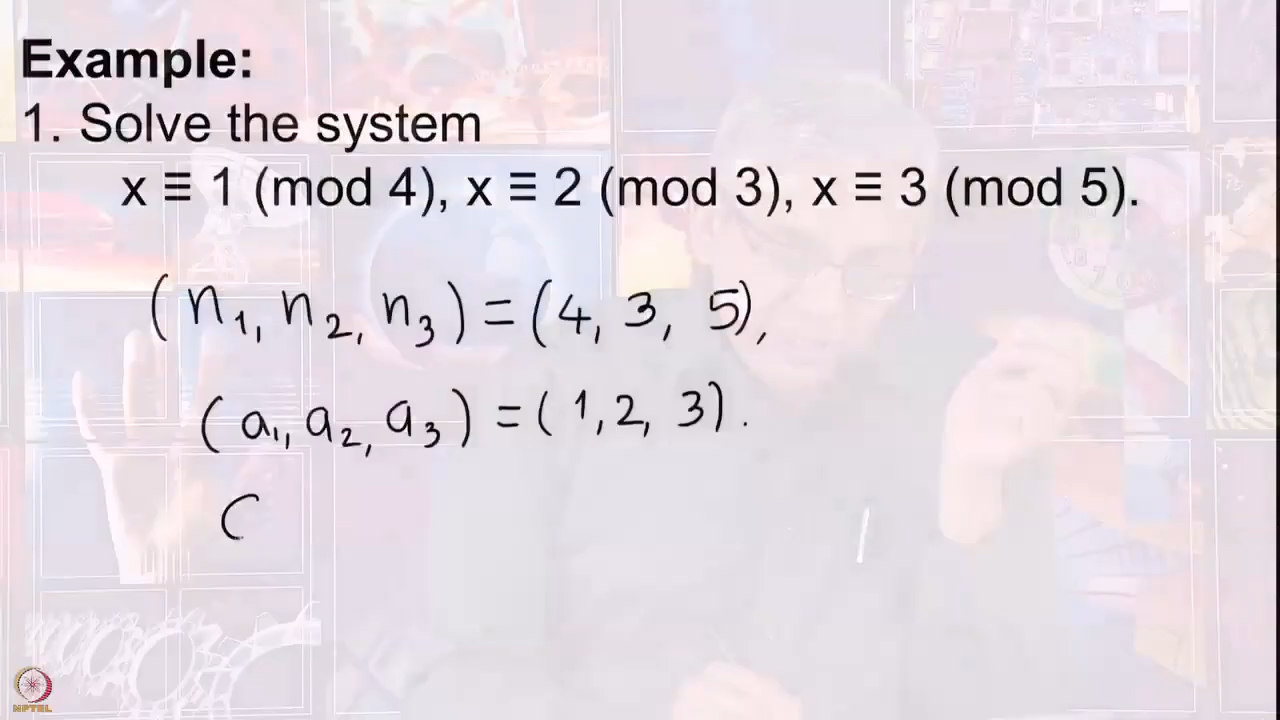 Example:
1. Solve the system
x ≡ 1 (mod 4), x ≡ 2 (mod 3), x ≡ 3 (mod 5).
(n₁, n₂, n₃) = (4, 3, 5),
(a₁, a₂, a₃) = (1, 2, 3).
(
NPTEL